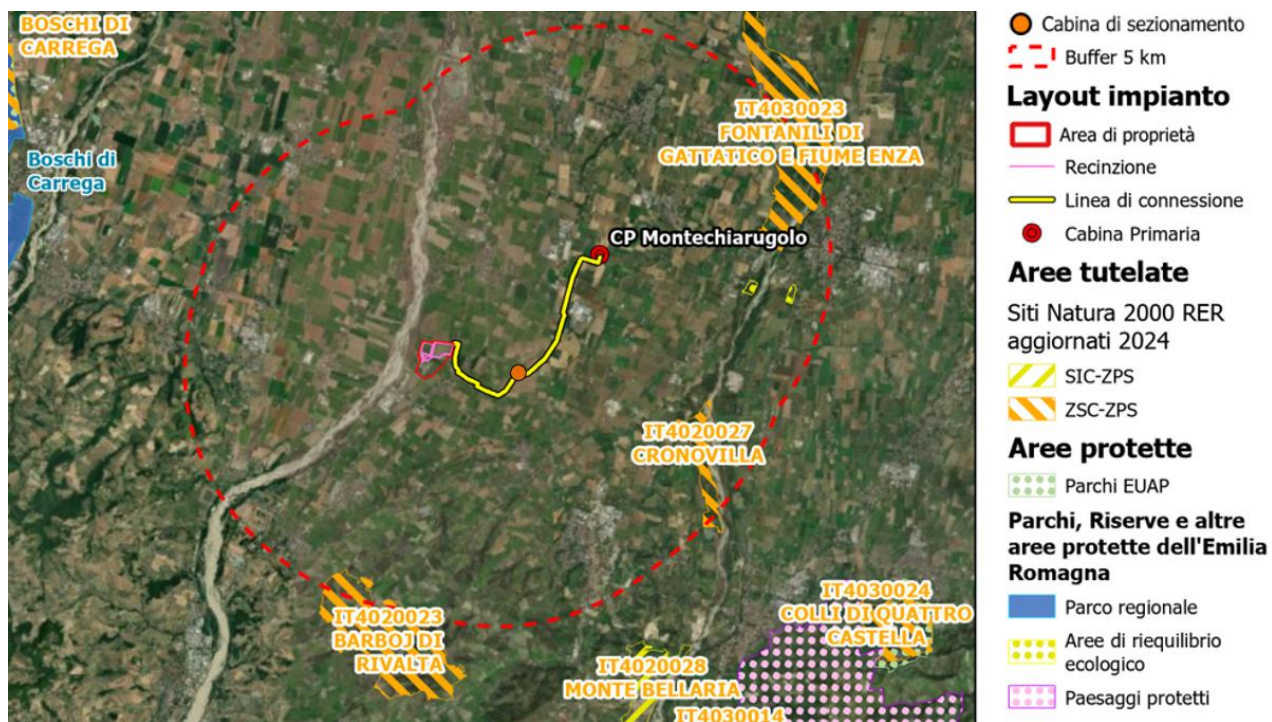 BOSCHI DI
CARREGA
Boschi di
Carrega
IT4030023
FONTANILI DI
GATTATICO E FIUME ENZA
CP Montechiarugolo
IT4020027
CRONOVILLA
IT4020023
BARBOJ DI
RIVALTA
IT4030024
COLLI DI QUATTRO
CASTELLA
IT4020028
MONTE BELLARIA
IT4030014
Cabina di sezionamento
Buffer 5 km
Layout impianto
Area di proprietà
Recinzione
Linea di connessione
Cabina Primaria
Aree tutelate
Siti Natura 2000 RER
aggiornati 2024
SIC-ZPS
ZSC-ZPS
Aree protette
Parchi EUAP
Parchi, Riserve e altre
aree protette dell'Emilia
Romagna
Parco regionale
Aree di riequilibrio
ecologico
Paesaggi protetti